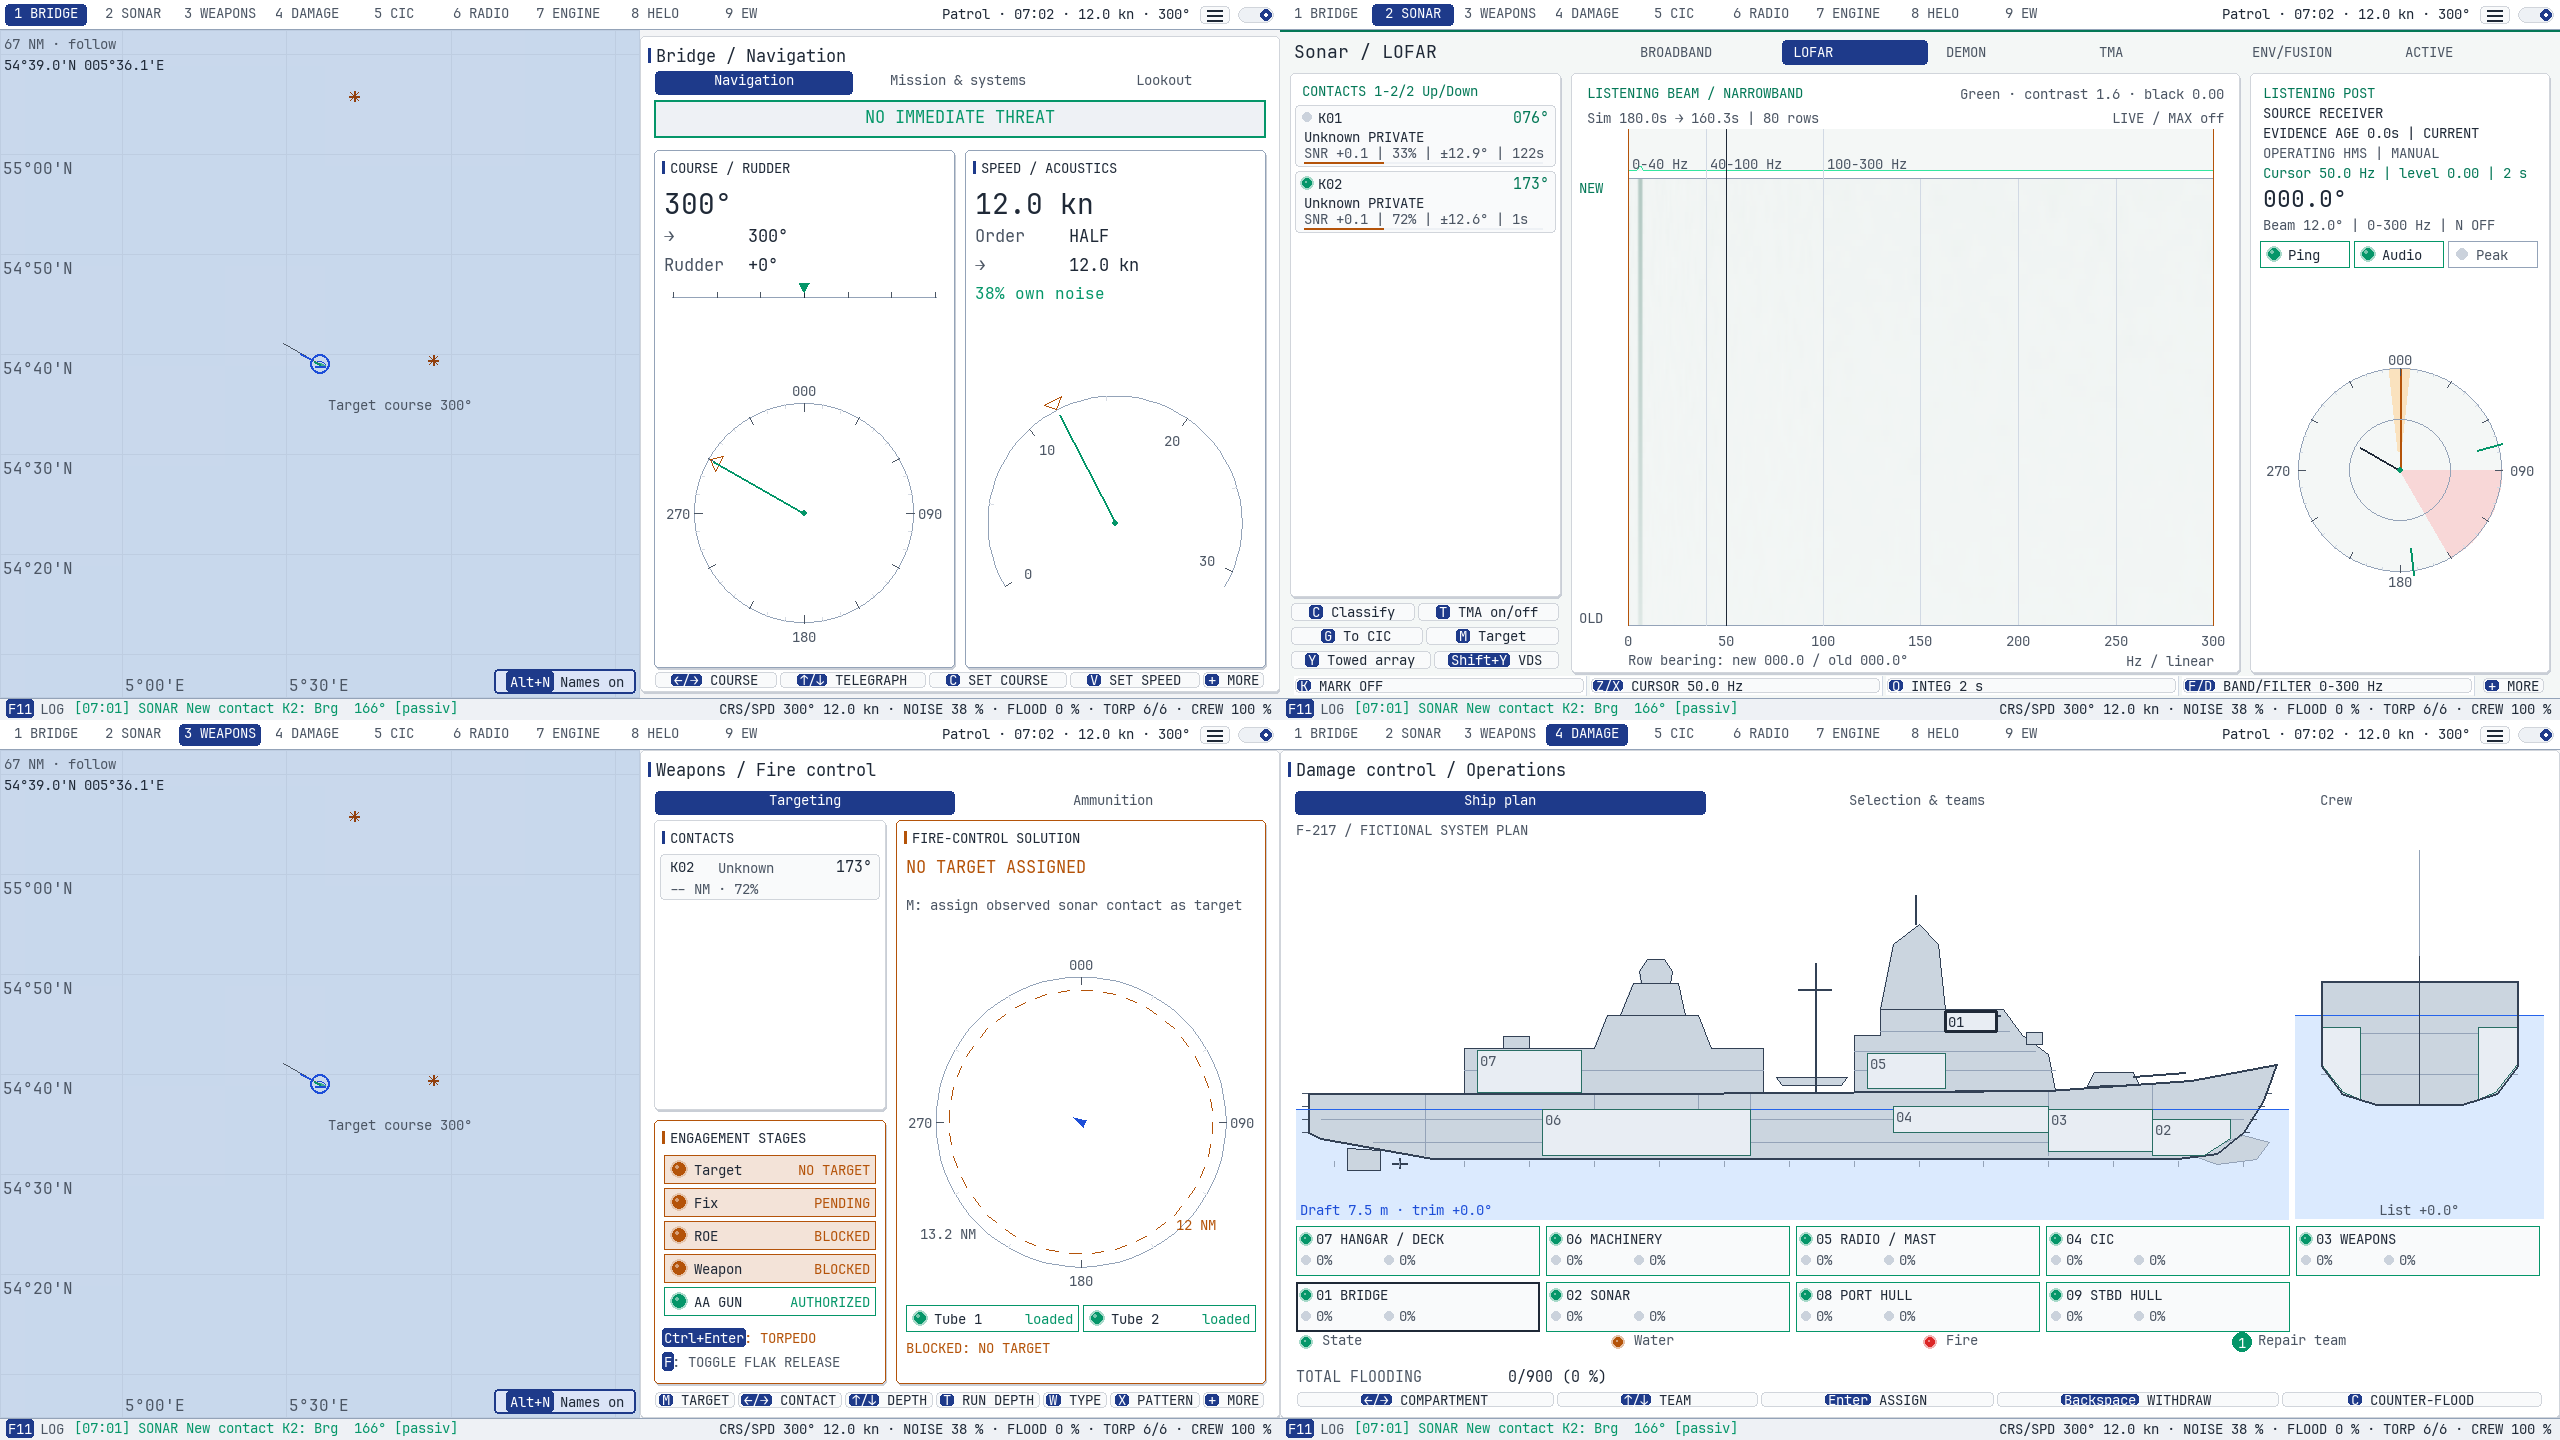 1 BRIDGE 2 SONAR 3 WEAPONS 4 DAMAGE 5 CIC 6 RADIO 7 ENGINE 8 HELO 9 EW Patrol · 07:02 · 12.0 kn · 300°
67 NM · follow
54°39.0'N 005°36.1'E
55°00'N
54°50'N
54°40'N
Target course 300°
54°30'N
54°20'N
5°00'E 5°30'E
Alt+N Names on
Bridge / Navigation
Navigation Mission & systems Lookout
NO IMMEDIATE THREAT
COURSE / RUDDER
300°
→ 300°
Rudder +0°
000
270 090
180
SPEED / ACOUSTICS
12.0 kn
Order HALF
→ 12.0 kn
38% own noise
10 20
0 30
←/→ COURSE ↑/↓ TELEGRAPH C SET COURSE V SET SPEED + MORE
F11 LOG [07:01] SONAR New contact K2: Brg 166° [passiv] CRS/SPD 300° 12.0 kn · NOISE 38 % · FLOOD 0 % · TORP 6/6 · CREW 100 %
1 BRIDGE 2 SONAR 3 WEAPONS 4 DAMAGE 5 CIC 6 RADIO 7 ENGINE 8 HELO 9 EW Patrol · 07:02 · 12.0 kn · 300°
Sonar / LOFAR
BROADBAND LOFAR DEMON TMA ENV/FUSION ACTIVE
CONTACTS 1-2/2 Up/Down
K01 076°
Unknown PRIVATE
SNR +0.1 | 33% | ±12.9° | 122s
K02 173°
Unknown PRIVATE
SNR +0.1 | 72% | ±12.6° | 1s
C Classify T TMA on/off
G To CIC M Target
Y Towed array Shift+Y VDS
LISTENING BEAM / NARROWBAND Green · contrast 1.6 · black 0.00
Sim 180.0s → 160.3s | 80 rows LIVE / MAX off
0-40 Hz 40-100 Hz 100-300 Hz
NEW
OLD
0 50 100 150 200 250 300
Row bearing: new 000.0 / old 000.0° Hz / linear
LISTENING POST
SOURCE RECEIVER
EVIDENCE AGE 0.0s | CURRENT
OPERATING HMS | MANUAL
Cursor 50.0 Hz | level 0.00 | 2 s
000.0°
Beam 12.0° | 0-300 Hz | N OFF
Ping Audio Peak
000
270 090
180
K MARK OFF Z/X CURSOR 50.0 Hz O INTEG 2 s F/D BAND/FILTER 0-300 Hz + MORE
F11 LOG [07:01] SONAR New contact K2: Brg 166° [passiv] CRS/SPD 300° 12.0 kn · NOISE 38 % · FLOOD 0 % · TORP 6/6 · CREW 100 %
1 BRIDGE 2 SONAR 3 WEAPONS 4 DAMAGE 5 CIC 6 RADIO 7 ENGINE 8 HELO 9 EW Patrol · 07:02 · 12.0 kn · 300°
67 NM · follow
54°39.0'N 005°36.1'E
55°00'N
54°50'N
54°40'N
Target course 300°
54°30'N
54°20'N
5°00'E 5°30'E
Alt+N Names on
Weapons / Fire control
Targeting Ammunition
CONTACTS
K02 Unknown 173°
-- NM · 72%
ENGAGEMENT STAGES
Target NO TARGET
Fix PENDING
ROE BLOCKED
Weapon BLOCKED
AA GUN AUTHORIZED
Ctrl+Enter: TORPEDO
F: TOGGLE FLAK RELEASE
FIRE-CONTROL SOLUTION
NO TARGET ASSIGNED
M: assign observed sonar contact as target
000
270 090
12 NM
13.2 NM
180
Tube 1 loaded Tube 2 loaded
BLOCKED: NO TARGET
M TARGET ←/→ CONTACT ↑/↓ DEPTH T RUN DEPTH W TYPE X PATTERN + MORE
F11 LOG [07:01] SONAR New contact K2: Brg 166° [passiv] CRS/SPD 300° 12.0 kn · NOISE 38 % · FLOOD 0 % · TORP 6/6 · CREW 100 %
1 BRIDGE 2 SONAR 3 WEAPONS 4 DAMAGE 5 CIC 6 RADIO 7 ENGINE 8 HELO 9 EW Patrol · 07:02 · 12.0 kn · 300°
Damage control / Operations
Ship plan Selection & teams Crew
F-217 / FICTIONAL SYSTEM PLAN
01
07 05
06 04 03 02
Draft 7.5 m · trim +0.0° List +0.0°
07 HANGAR / DECK 06 MACHINERY 05 RADIO / MAST 04 CIC 03 WEAPONS
0% 0% 0% 0% 0% 0% 0% 0% 0% 0%
01 BRIDGE 02 SONAR 08 PORT HULL 09 STBD HULL
0% 0% 0% 0% 0% 0% 0% 0%
State Water Fire 1 Repair team
TOTAL FLOODING 0/900 (0 %)
←/→ COMPARTMENT ↑/↓ TEAM Enter ASSIGN Backspace WITHDRAW C COUNTER-FLOOD
F11 LOG [07:01] SONAR New contact K2: Brg 166° [passiv] CRS/SPD 300° 12.0 kn · NOISE 38 % · FLOOD 0 % · TORP 6/6 · CREW 100 %